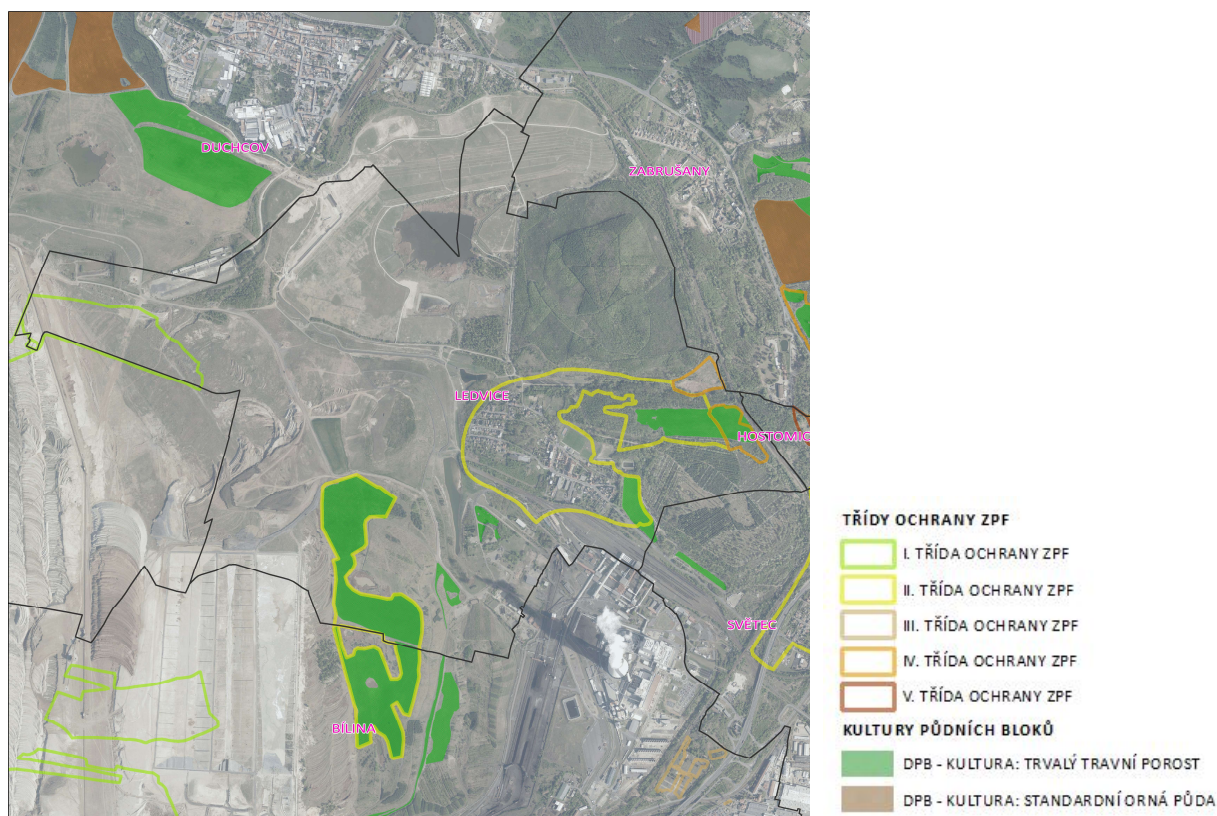 DUCHCOV
ZABRUŠANY
LEDVICE
HOSTOMIC
SVĚTEC
BÍLINA
TŘÍDY OCHRANY ZPF
I. TŘÍDA OCHRANY ZPF
II. TŘÍDA OCHRANY ZPF
III. TŘÍDA OCHRANY ZPF
IV. TŘÍDA OCHRANY ZPF
V. TŘÍDA OCHRANY ZPF
KULTURY PŮDNÍCH BLOKŮ
DPB - KULTURA: TRVALÝ TRAVNÍ POROST
DPB - KULTURA: STANDARDNÍ ORNÁ PŮDA